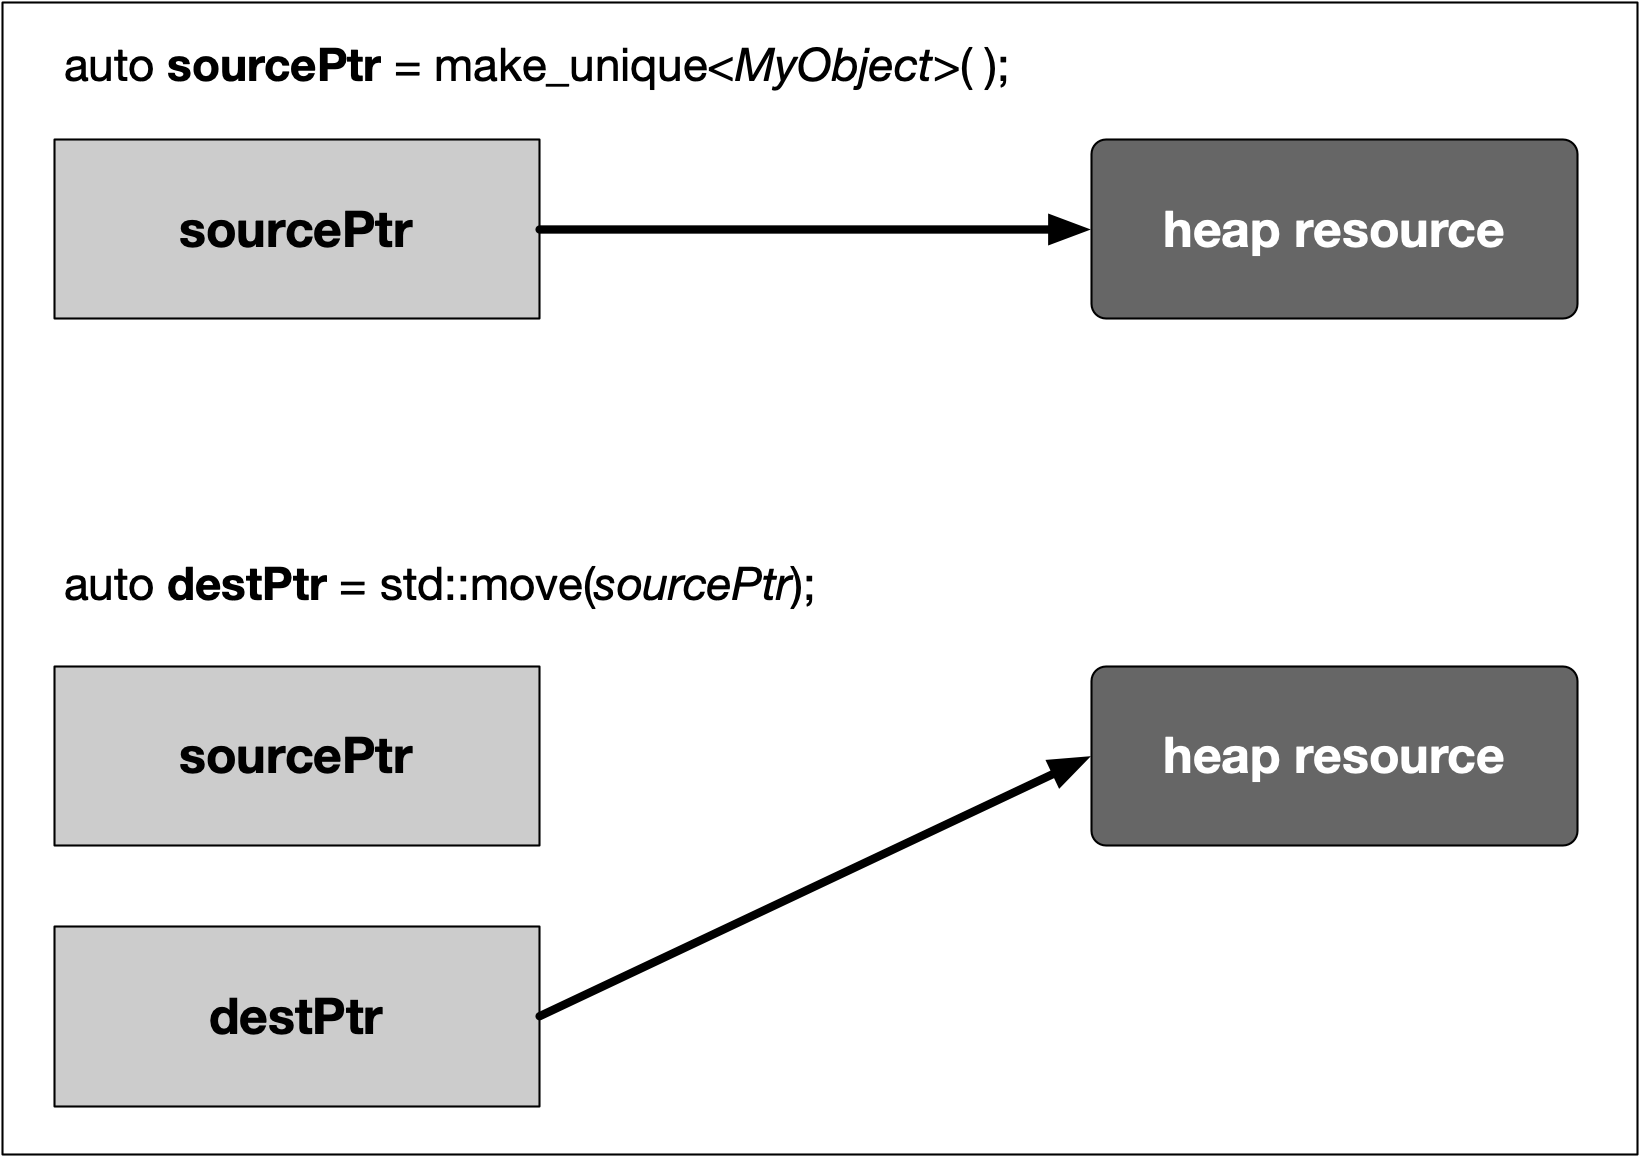 auto sourcePtr = make_unique<MyObject>( );
sourcePtr
heap resource
auto destPtr = std::move(sourcePtr);
sourcePtr
heap resource
destPtr